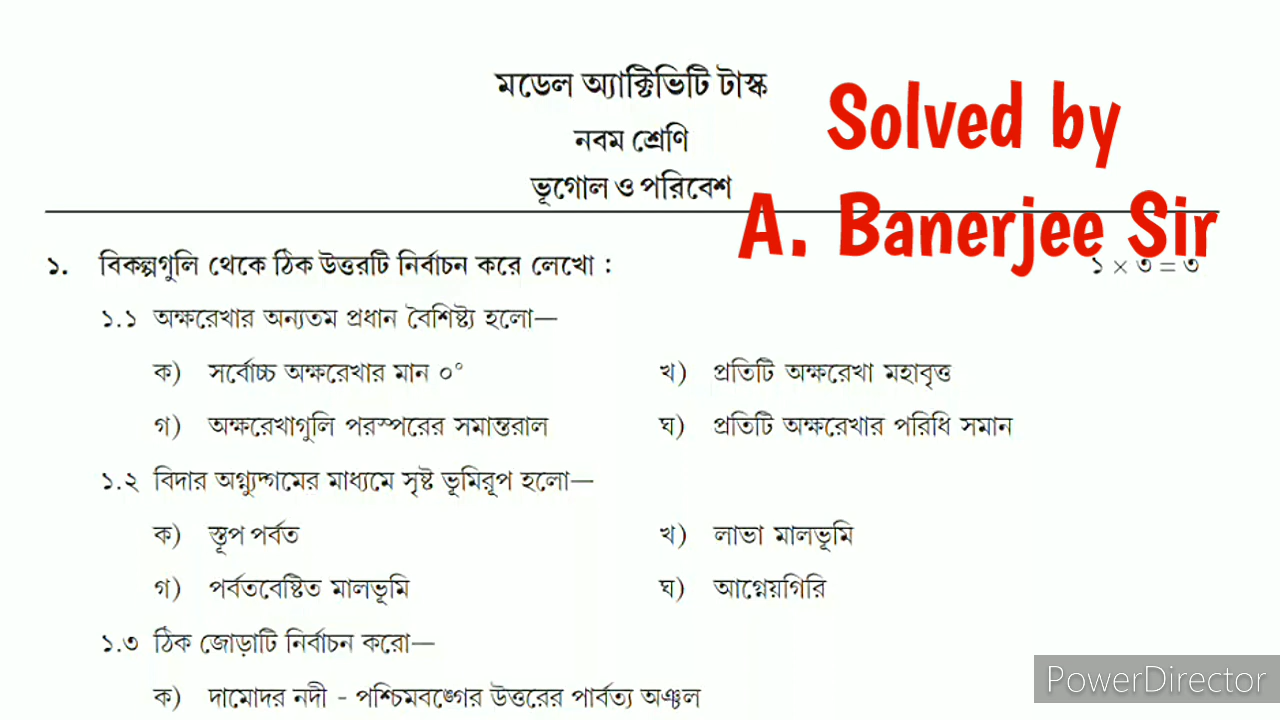 মডেল অ্যাক্টিভিটি টাস্ক
নবম শ্রেণি
ভূগোল ও পরিবেশ
Solved by
A. Banerjee Sir
১. বিকল্পগুলি থেকে ঠিক উত্তরটি নির্বাচন করে লেখো : ১ × ৩ = ৩
১.১ অক্ষরেখার অন্যতম প্রধান বৈশিষ্ট্য হলো—
ক) সর্বোচ্চ অক্ষরেখার মান ০° খ) প্রতিটি অক্ষরেখা মহাবৃত্ত
গ) অক্ষরেখাগুলি পরস্পরের সমান্তরাল ঘ) প্রতিটি অক্ষরেখার পরিধি সমান
১.২ বিদার অগ্ন্যুদ্গমের মাধ্যমে সৃষ্ট ভূমিরূপ হলো—
ক) স্তূপ পর্বত খ) লাভা মালভূমি
গ) পর্বতবেষ্টিত মালভূমি ঘ) আগ্নেয়গিরি
১.৩ ঠিক জোড়াটি নির্বাচন করো—
ক) দামোদর নদী - পশ্চিমবঙ্গের উত্তরের পার্বত্য অঞ্চল
PowerDirector